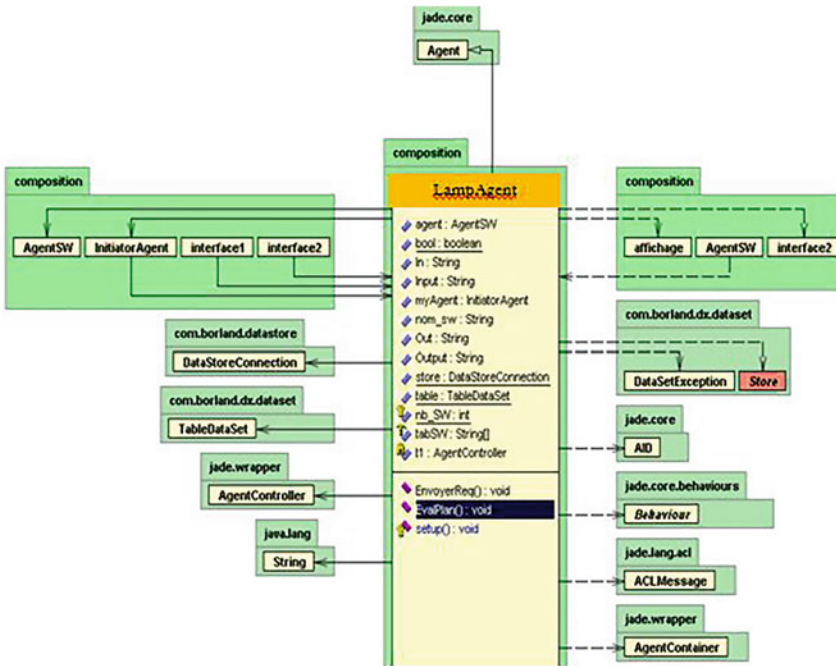 jade.core
Agent
composition
AgentSW
InitiatorAgent
interface1
interface2
com.borland.datastore
DataStoreConnection
com.borland.dx.dataset
TableDataSet
jade.wrapper
AgentController
java.lang
String
composition
LampAgent
agent : AgentSW
bool : boolean
In : String
Input : String
myAgent : InitiatorAgent
nom_sw : String
Out : String
Output : String
store : DataStoreConnection
table : TableDataSet
nb_SW : int
tabSW : String[]
t1 : AgentController
EnvoyerReq() : void
EvalPlan() : void
setup() : void
composition
affichage
AgentSW
interface2
com.borland.dx.dataset
DataSetException
Store
jade.core
AID
jade.core.behaviours
Behaviour
jade.lang.acl
ACLMessage
jade.wrapper
AgentContainer